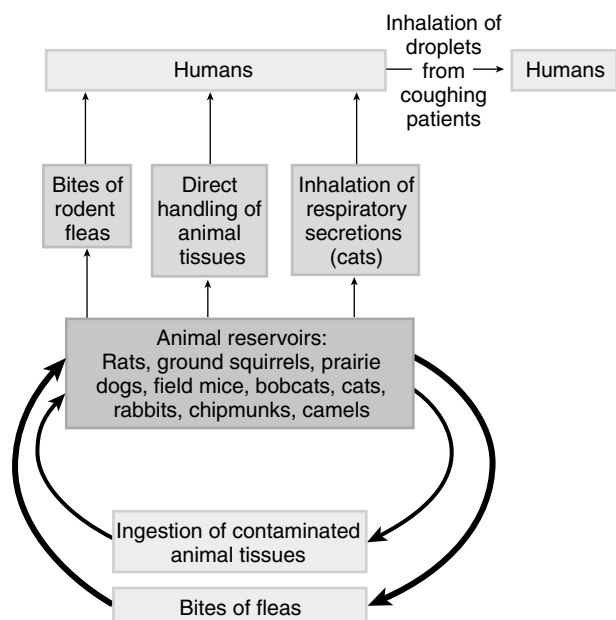 Inhalation of
droplets
from
coughing
patients
Humans
Humans
Bites of
rodent
fleas
Direct
handling of
animal
tissues
Inhalation of
respiratory
secretions
(cats)
Animal reservoirs:
Rats, ground squirrels, prairie
dogs, field mice, bobcats, cats,
rabbits, chipmunks, camels
Ingestion of contaminated
animal tissues
Bites of fleas